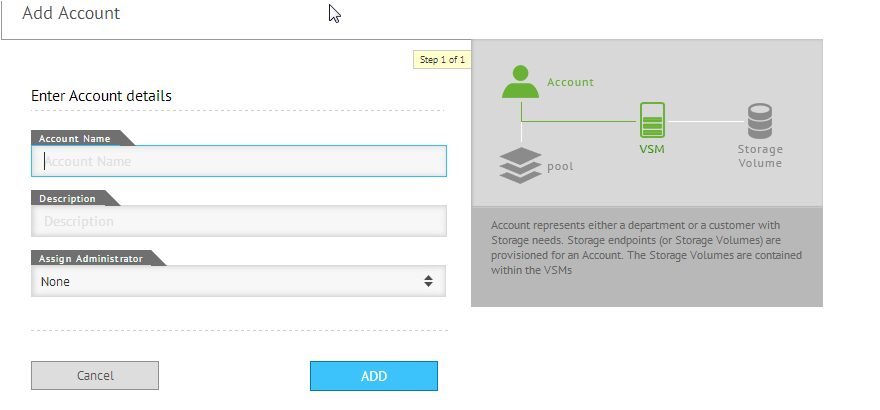 Add Account
Step 1 of 1
Enter Account details
Account Name
Account Name
Description
Description
Assign Administrator
None
Cancel
ADD
Account
VSM
Storage
Volume
pool
Account represents either a department or a customer with
Storage needs. Storage endpoints (or Storage Volumes) are
provisioned for an Account. The Storage Volumes are contained
within the VSMs